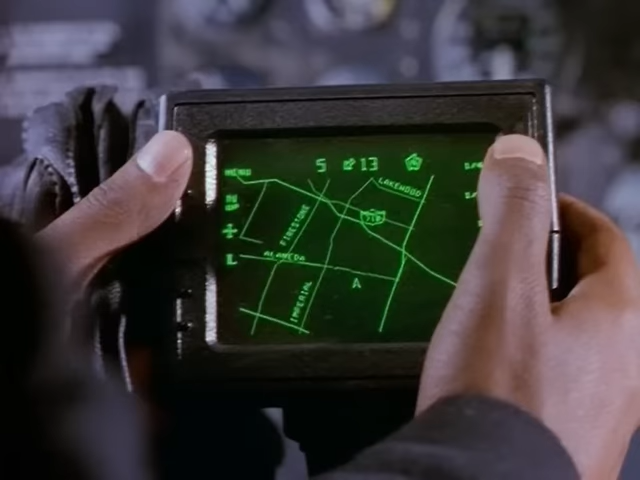 MENU
5 13
LAKEWOOD
FIRESTONE
710
ALAMEDA
IMPERIAL
A